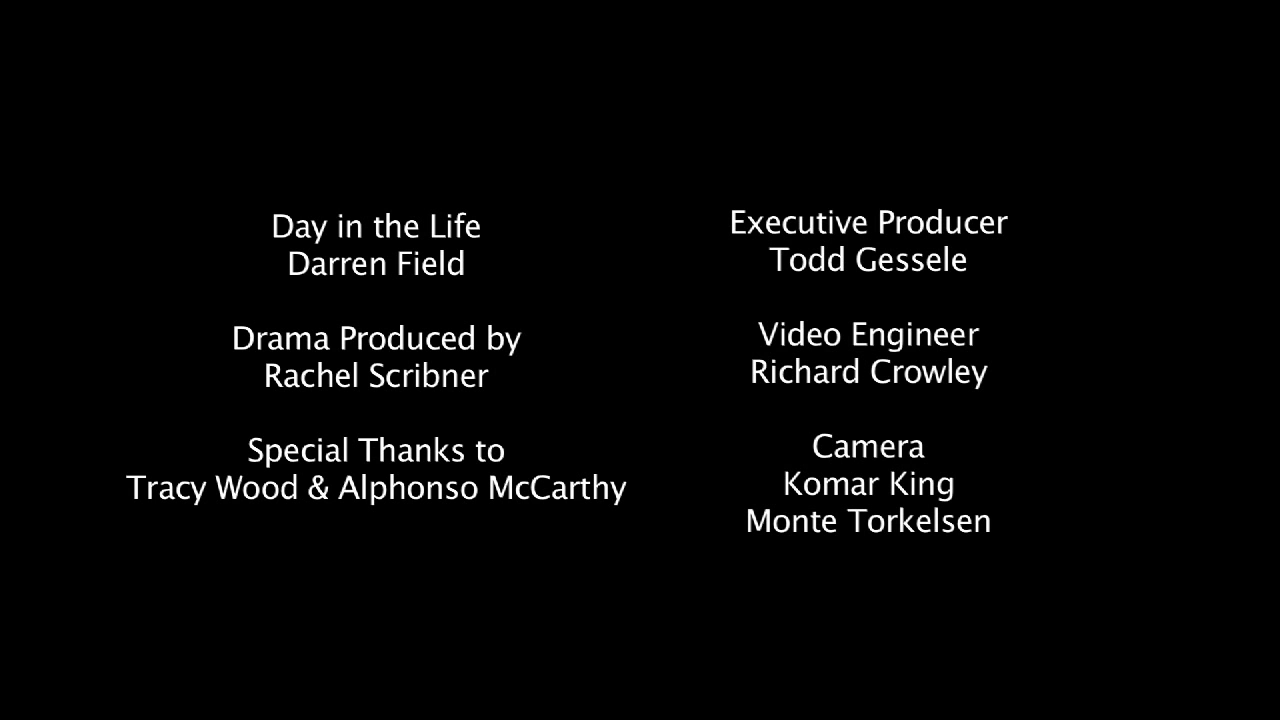 Day in the Life
Darren Field
Drama Produced by
Rachel Scribner
Special Thanks to
Tracy Wood & Alphonso McCarthy
Executive Producer
Todd Gessele
Video Engineer
Richard Crowley
Camera
Komar King
Monte Torkelsen